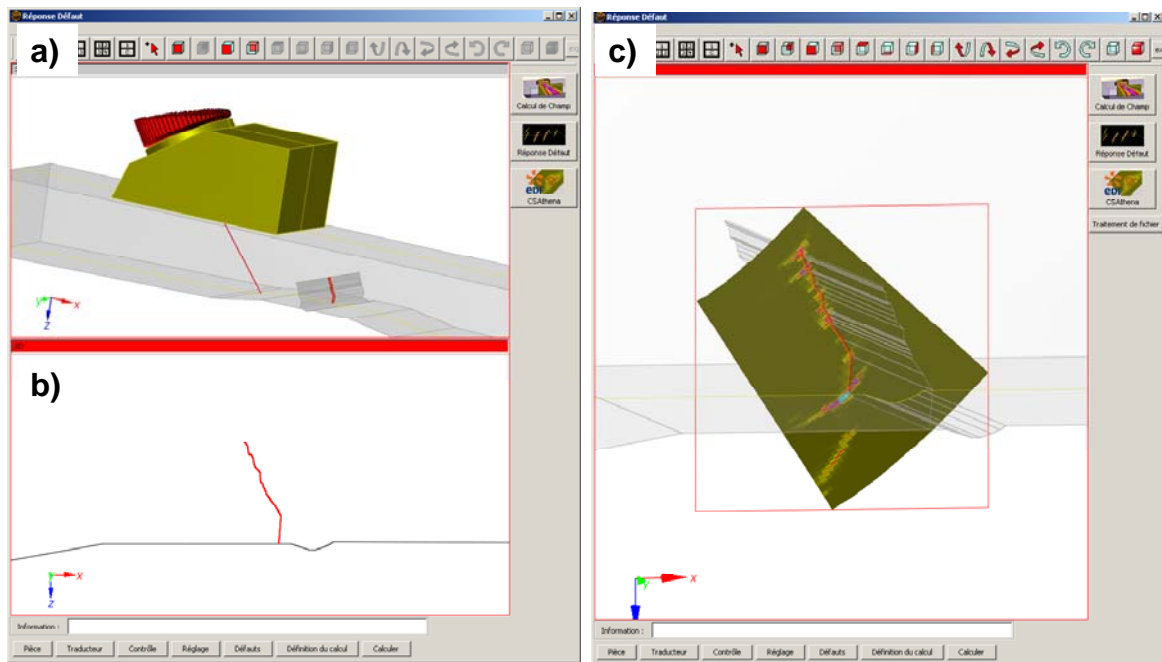 Réponse Défaut
a)
Calcul de Champ
Réponse Défaut
eDF
CSAthena
y
x
z
b)
x
z
Information :
Pièce
Traducteur
Contrôle
Réglage
Défauts
Définition du calcul
Calculer
Réponse Défaut
c)
Calcul de Champ
Réponse Défaut
eDF
CSAthena
Traitement de fichier
y
x
Information :
Pièce
Traducteur
Contrôle
Réglage
Défauts
Définition du calcul
Calculer